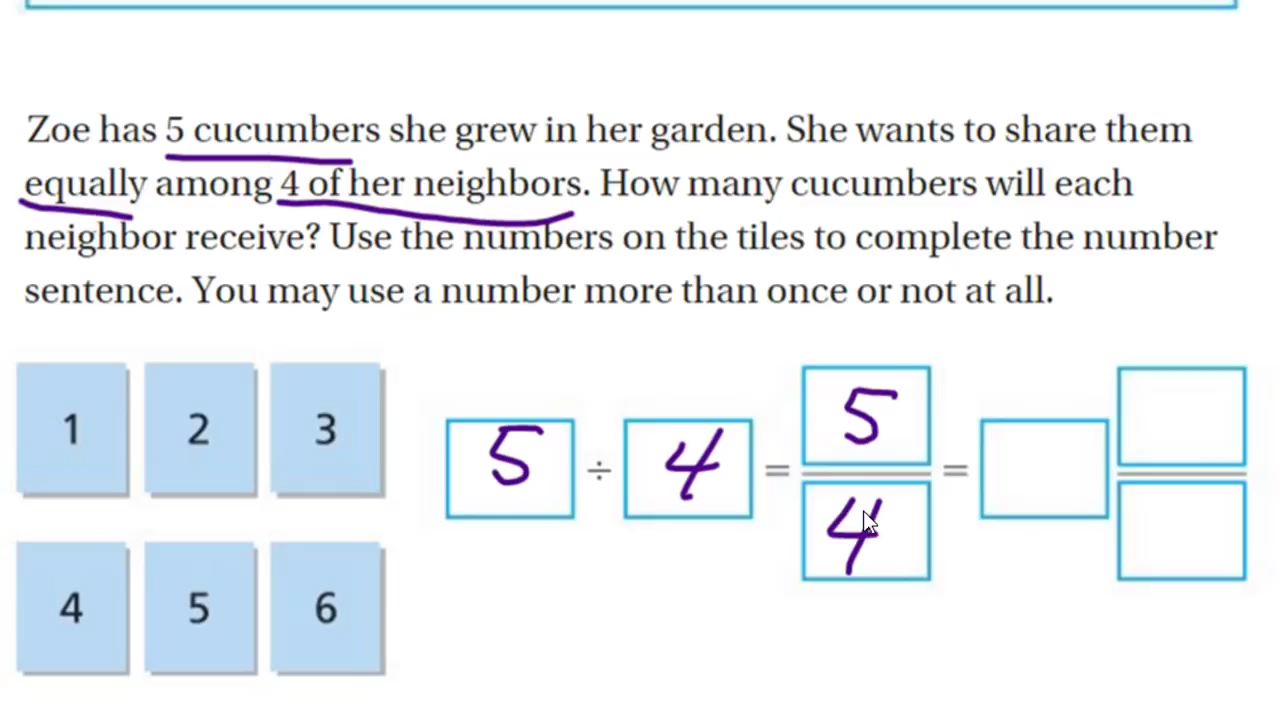 Zoe has 5 cucumbers she grew in her garden. She wants to share them
equally among 4 of her neighbors. How many cucumbers will each
neighbor receive? Use the numbers on the tiles to complete the number
sentence. You may use a number more than once or not at all.
1 2 3
4 5 6
5 ÷ 4 = 5/4 =